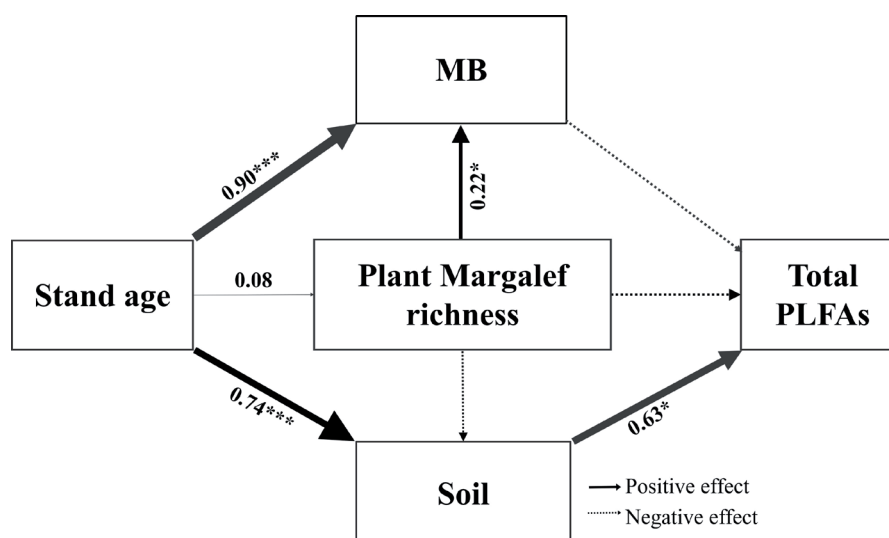 MB
0.90***
0.22*
Stand age
0.08
Plant Margalef
richness
Total
PLFAs
0.74***
0.63*
Soil
Positive effect
Negative effect